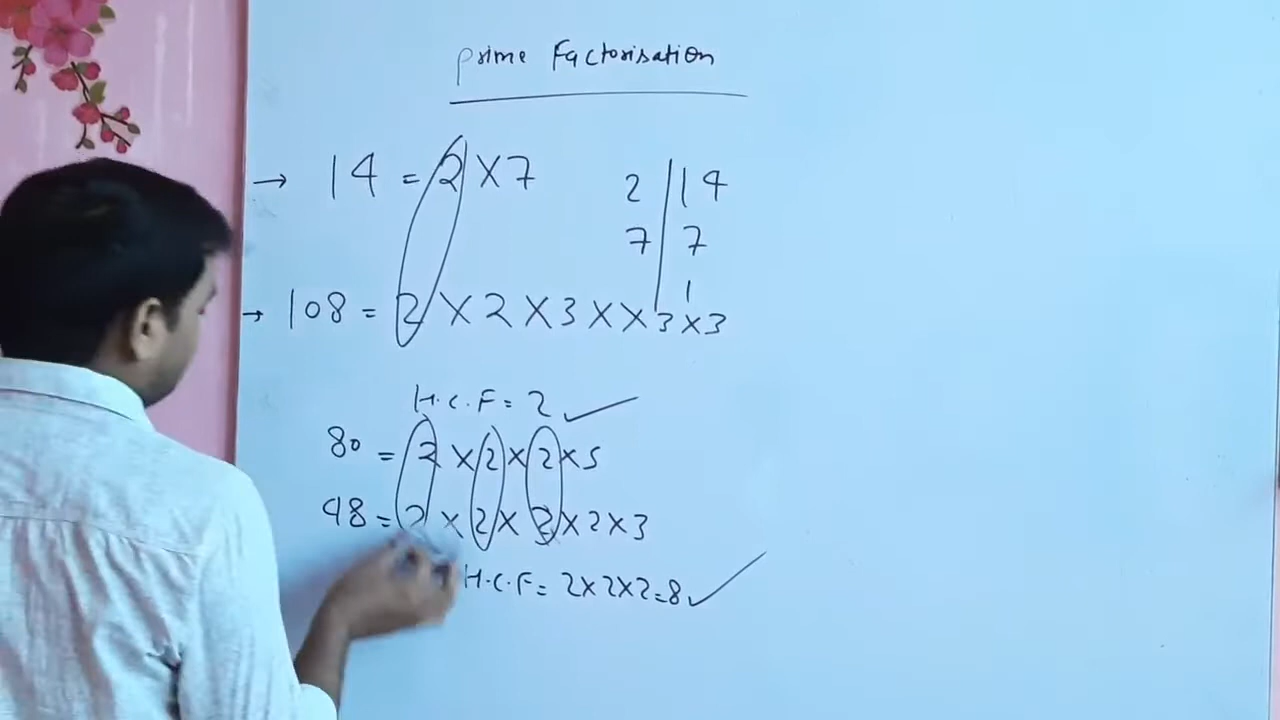 Prime Factorisation
→ 14 = 2 X 7
2 | 14
7 | 7
1
→ 108 = 2 X 2 X 3 X X 3 X 3
H.C.F = 2 ✓
80 = 2 X 2 X 2 X 5
48 = 2 X 2 X 2 X 2 X 3
H.C.F = 2X2X2=8 ✓